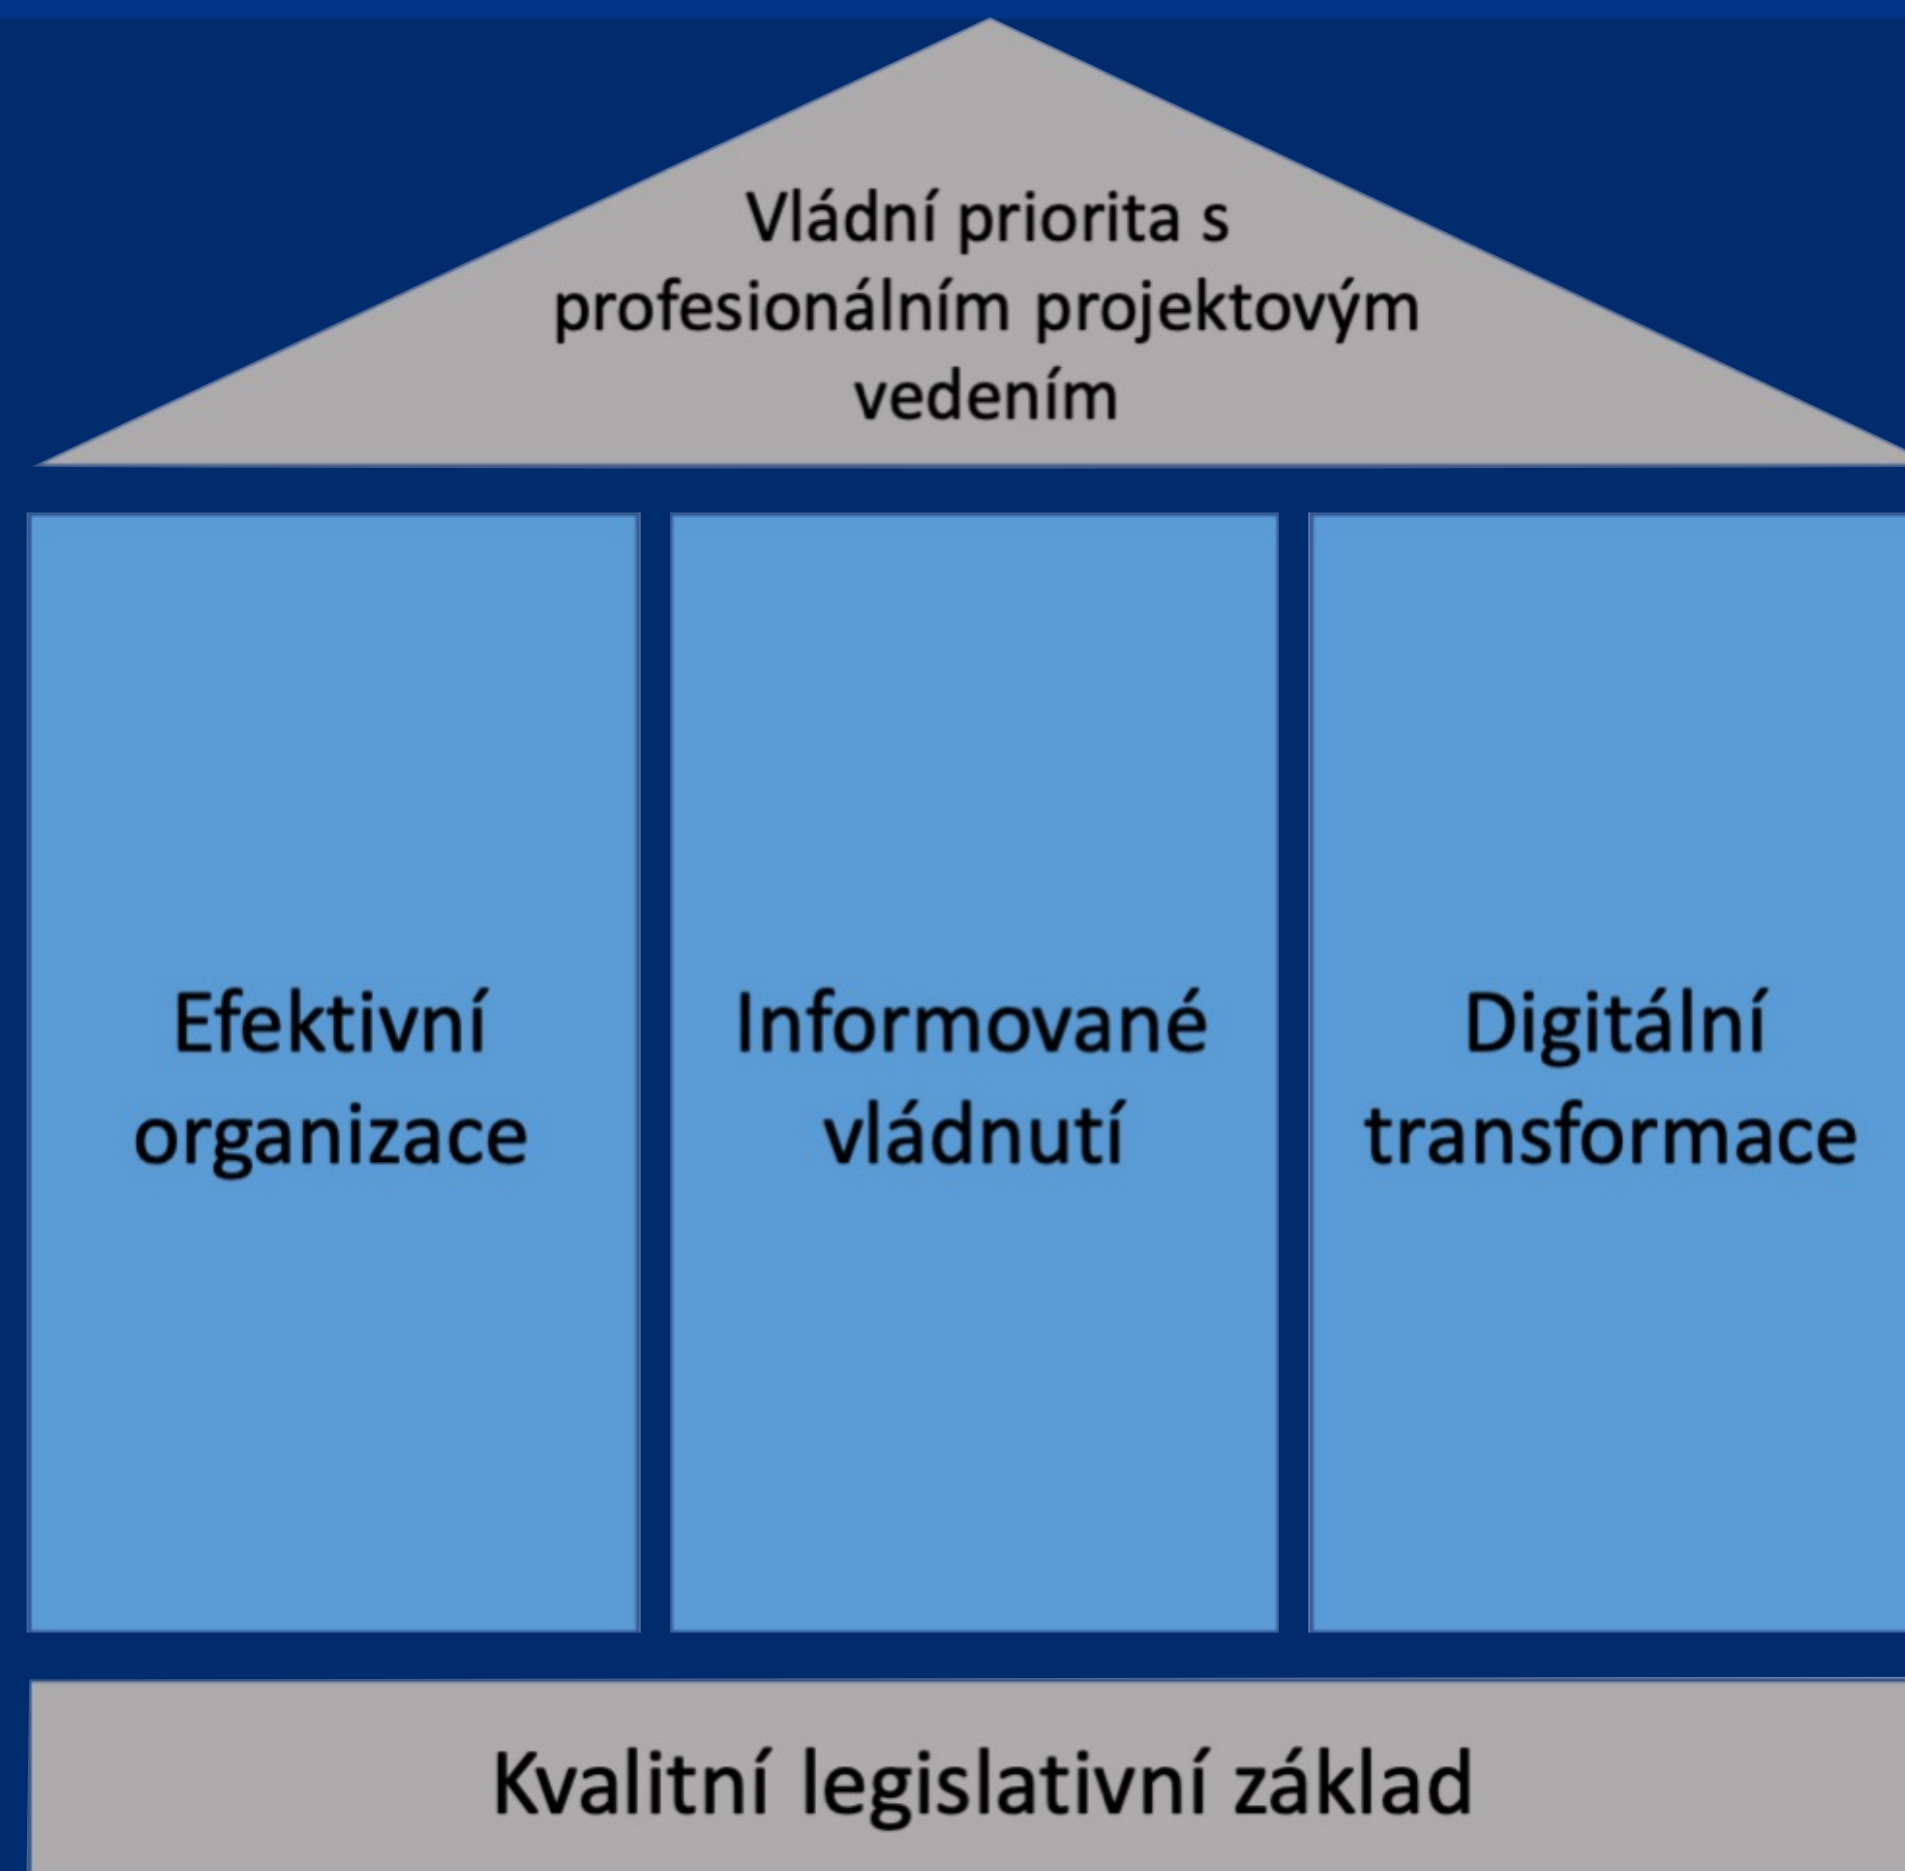 Vládní priorita s
profesionálním projektovým
vedením
Efektivní
organizace
Informované
vládnutí
Digitální
transformace
Kvalitní legislativní základ